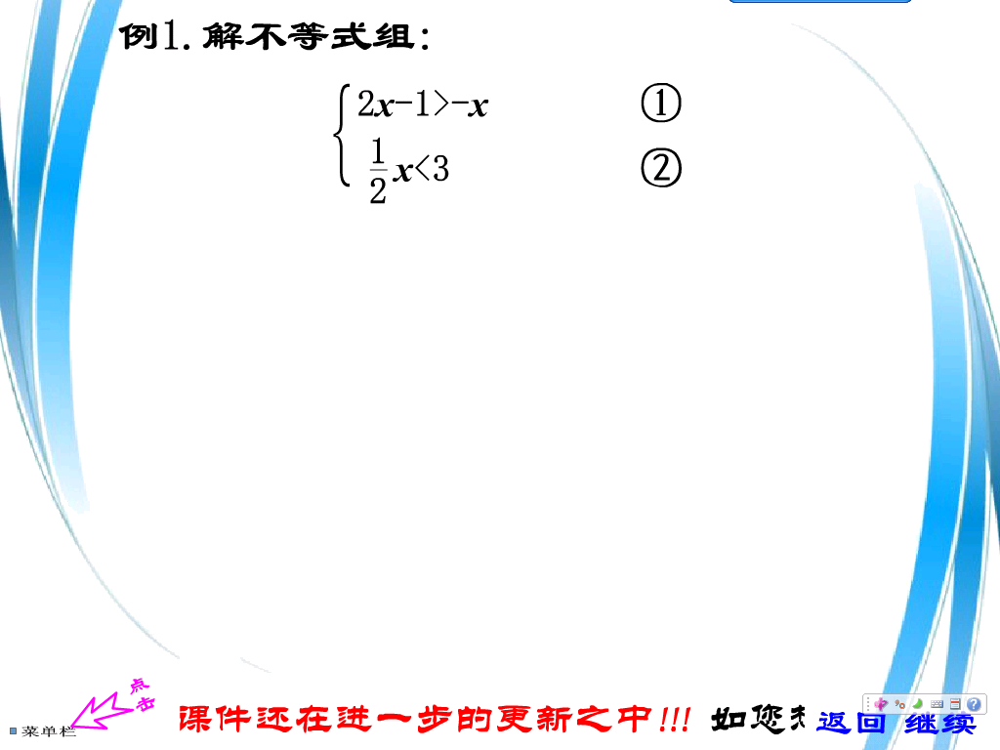 例1.解不等式组:
2x-1>-x ①
1/2 x<3 ②
点击
课件还在进一步的更新之中!!! 如您
返回 继续
菜单栏